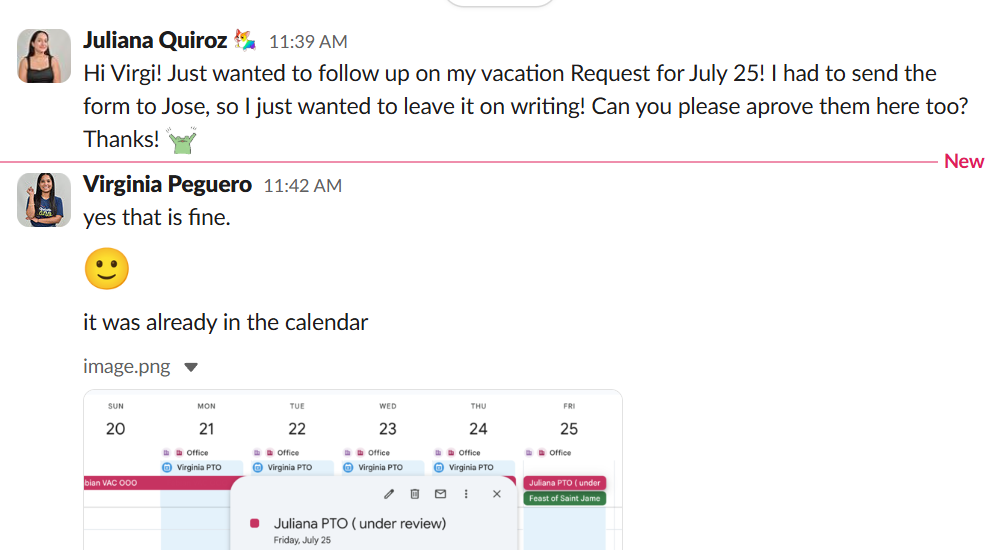 Juliana Quiroz 11:39 AM
Hi Virgi! Just wanted to follow up on my vacation Request for July 25! I had to send the
form to Jose, so I just wanted to leave it on writing! Can you please aprove them here too?
Thanks!
New
Virginia Peguero 11:42 AM
yes that is fine.
it was already in the calendar
image.png
SUN MON TUE WED THU FRI
20 21 22 23 24 25
Office Office Office Office Office
Virginia PTO Virginia PTO Virginia PTO Virginia PTO
bian VAC OOO Juliana PTO ( under
Feast of Saint Jame
Juliana PTO ( under review)
Friday, July 25